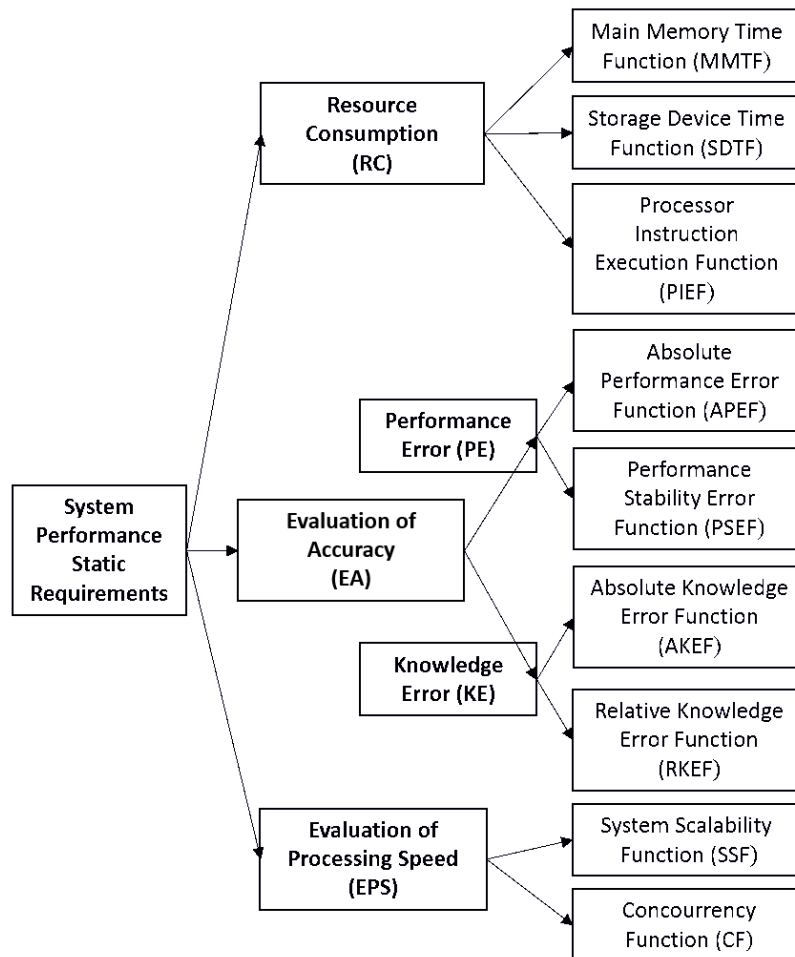 Main Memory Time
Function (MMTF)
Resource
Consumption
(RC)
Storage Device Time
Function (SDTF)
Processor
Instruction
Execution Function
(PIEF)
Absolute
Performance Error
Function (APEF)
Performance
Error (PE)
Performance
Stability Error
Function (PSEF)
System
Performance
Static
Requirements
Evaluation of
Accuracy
(EA)
Absolute Knowledge
Error Function
(AKEF)
Knowledge
Error (KE)
Relative Knowledge
Error Function
(RKEF)
Evaluation of
Processing Speed
(EPS)
System Scalability
Function (SSF)
Concourrency
Function (CF)